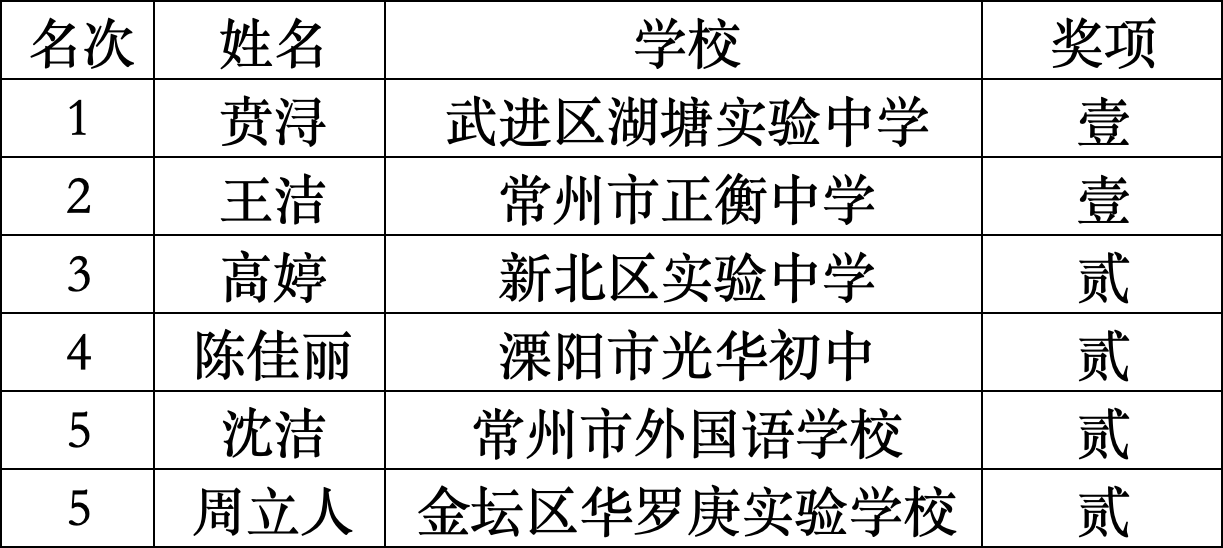 名次 姓名 学校 奖项
1 贲浔 武进区湖塘实验中学 壹
2 王洁 常州市正衡中学 壹
3 高婷 新北区实验中学 贰
4 陈佳丽 溧阳市光华初中 贰
5 沈洁 常州市外国语学校 贰
5 周立人 金坛区华罗庚实验学校 贰